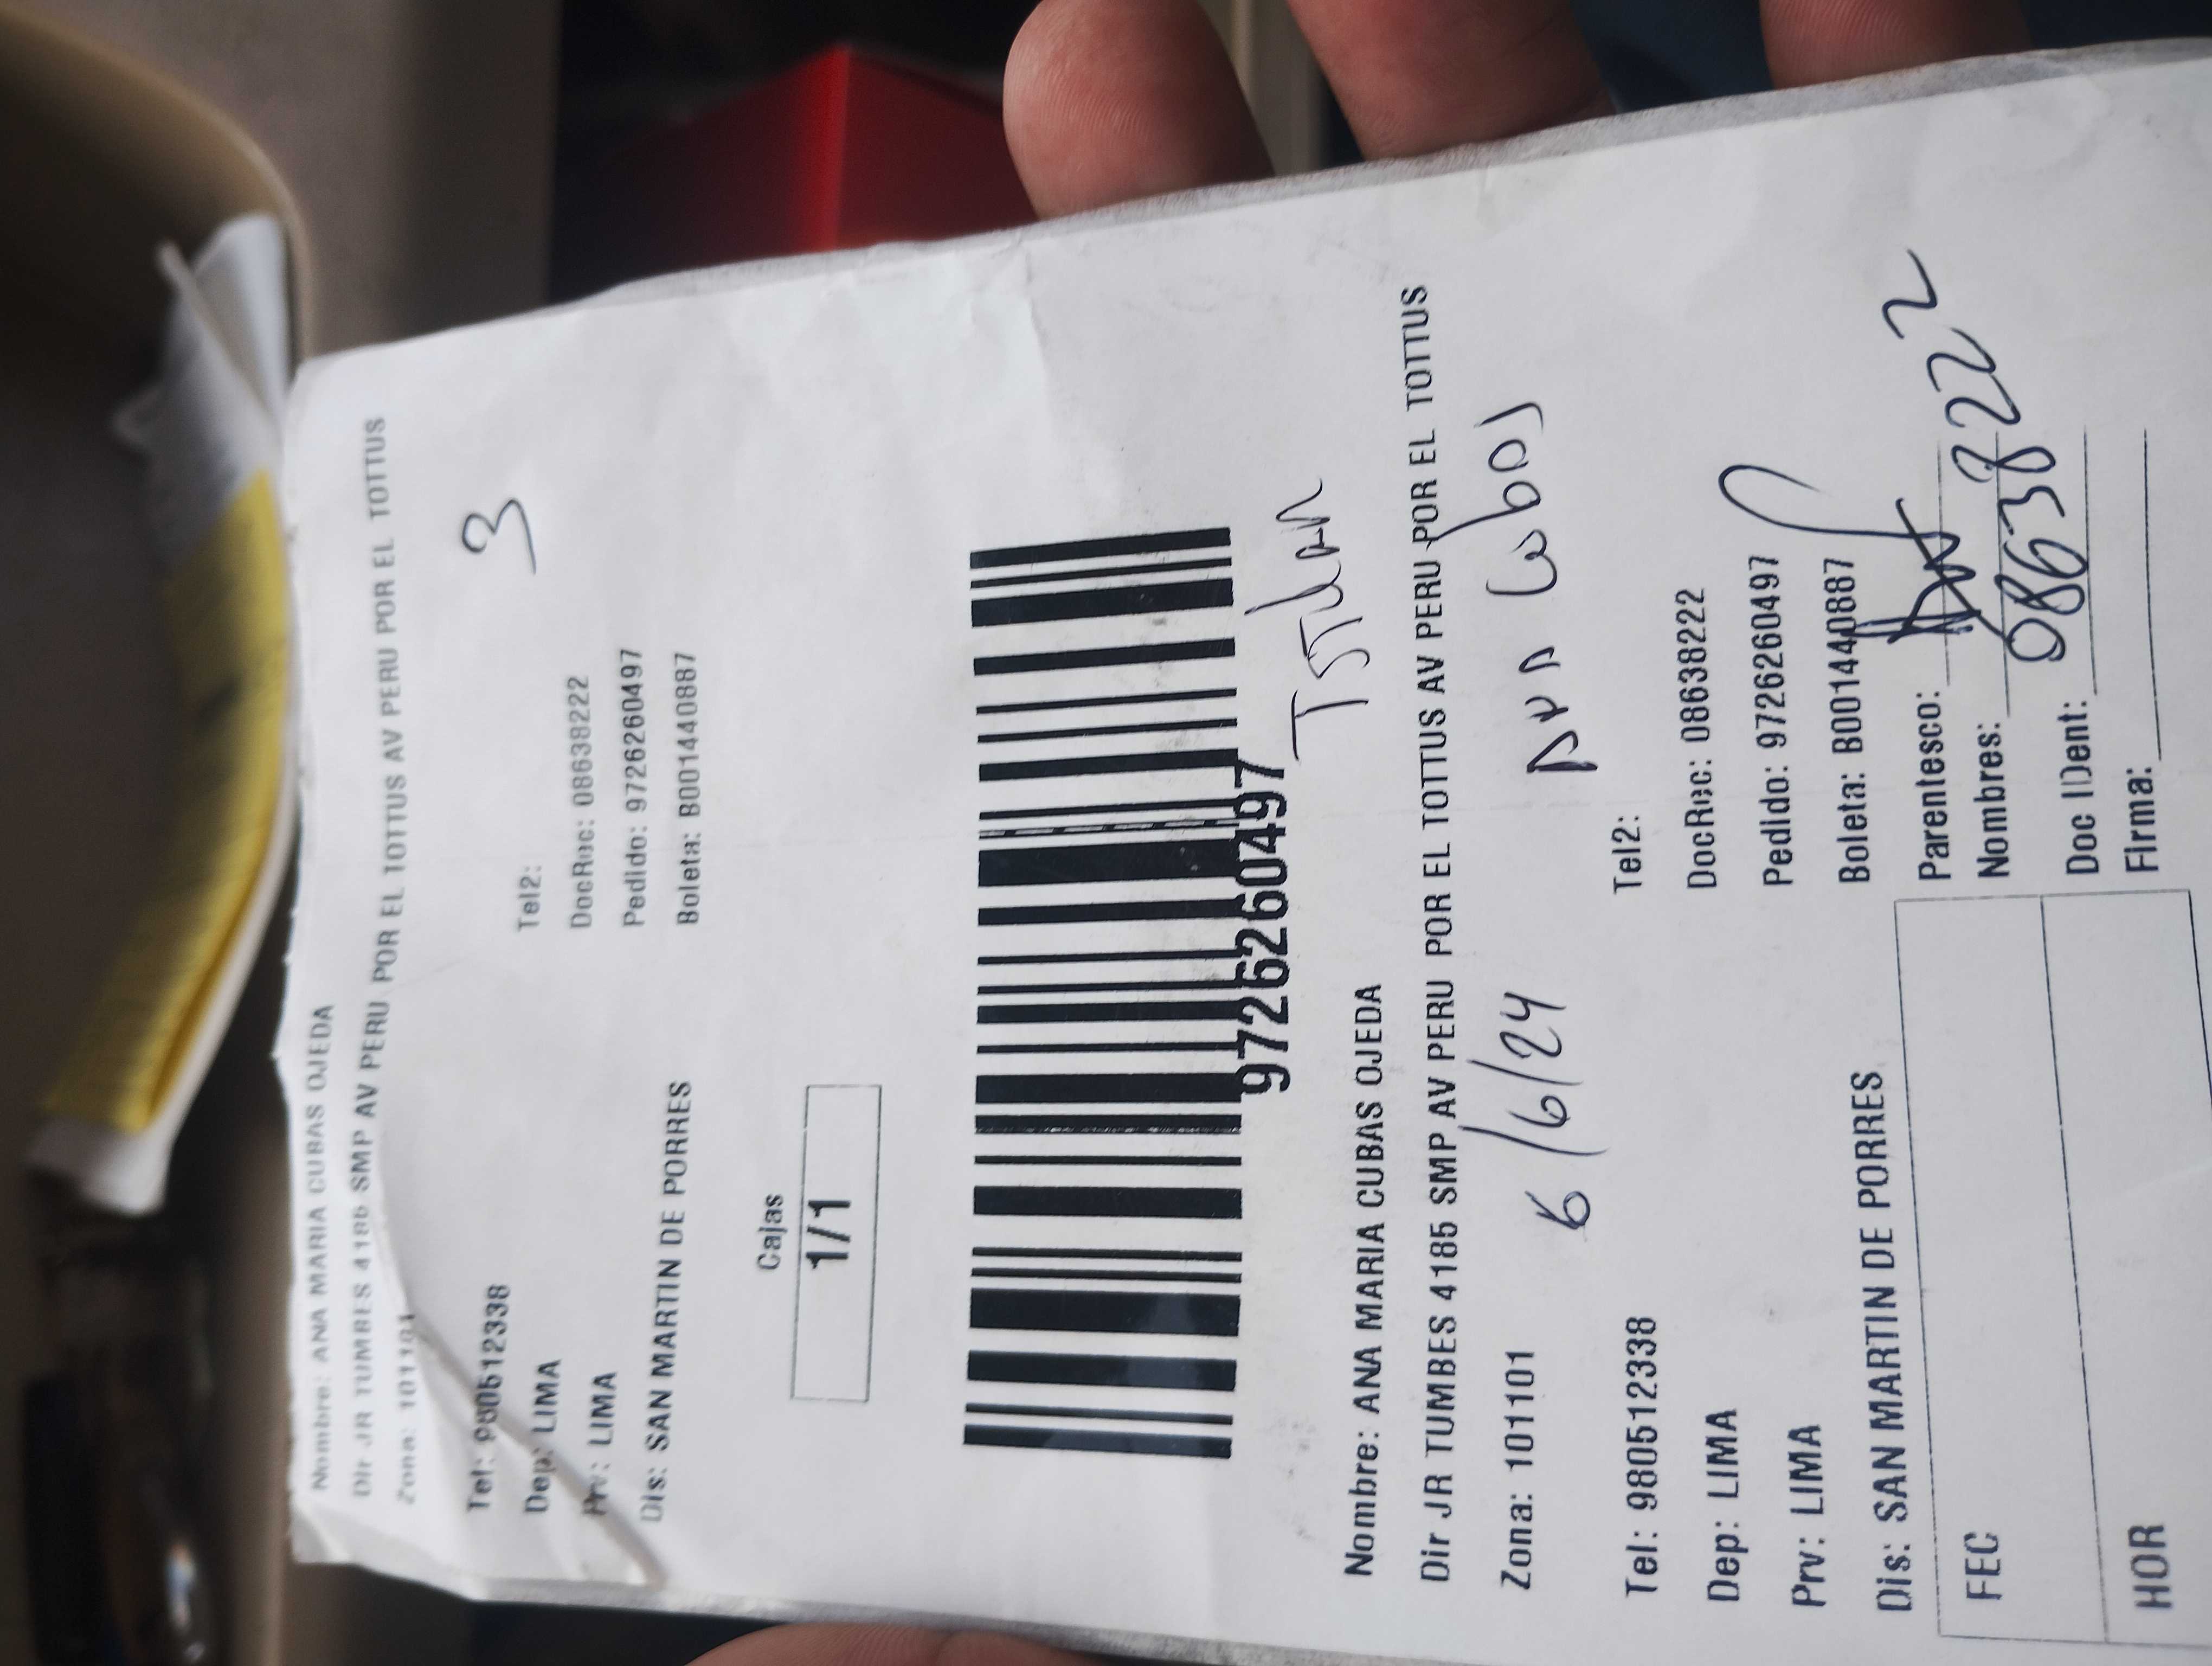 Nombre: ANA MARIA CUBAS OJEDA
Dir JR TUMBES 4185 SMP AV PERU POR EL TOTTUS AV PERU POR EL TOTTUS
Zona: 101101
3
Tel: 980512338 Tel2:
Dep: LIMA DocRuc: 08638222
Prv: LIMA Pedido: 9726260497
Dis: SAN MARTIN DE PORRES Boleta: B001440887
Cajas
1/1
9726260497
Nombre: ANA MARIA CUBAS OJEDA
Dir JR TUMBES 4185 SMP AV PERU POR EL TOTTUS AV PERU POR EL TOTTUS
Zona: 101101
6/6/24
Tel: 980512338 Tel2:
Dep: LIMA DocRuc: 08638222
Prv: LIMA Pedido: 9726260497
Dis: SAN MARTIN DE PORRES Boleta: B001440887
FEC Parentesco:
Nombres: 08638222
HOR Doc IDent:
Firma: